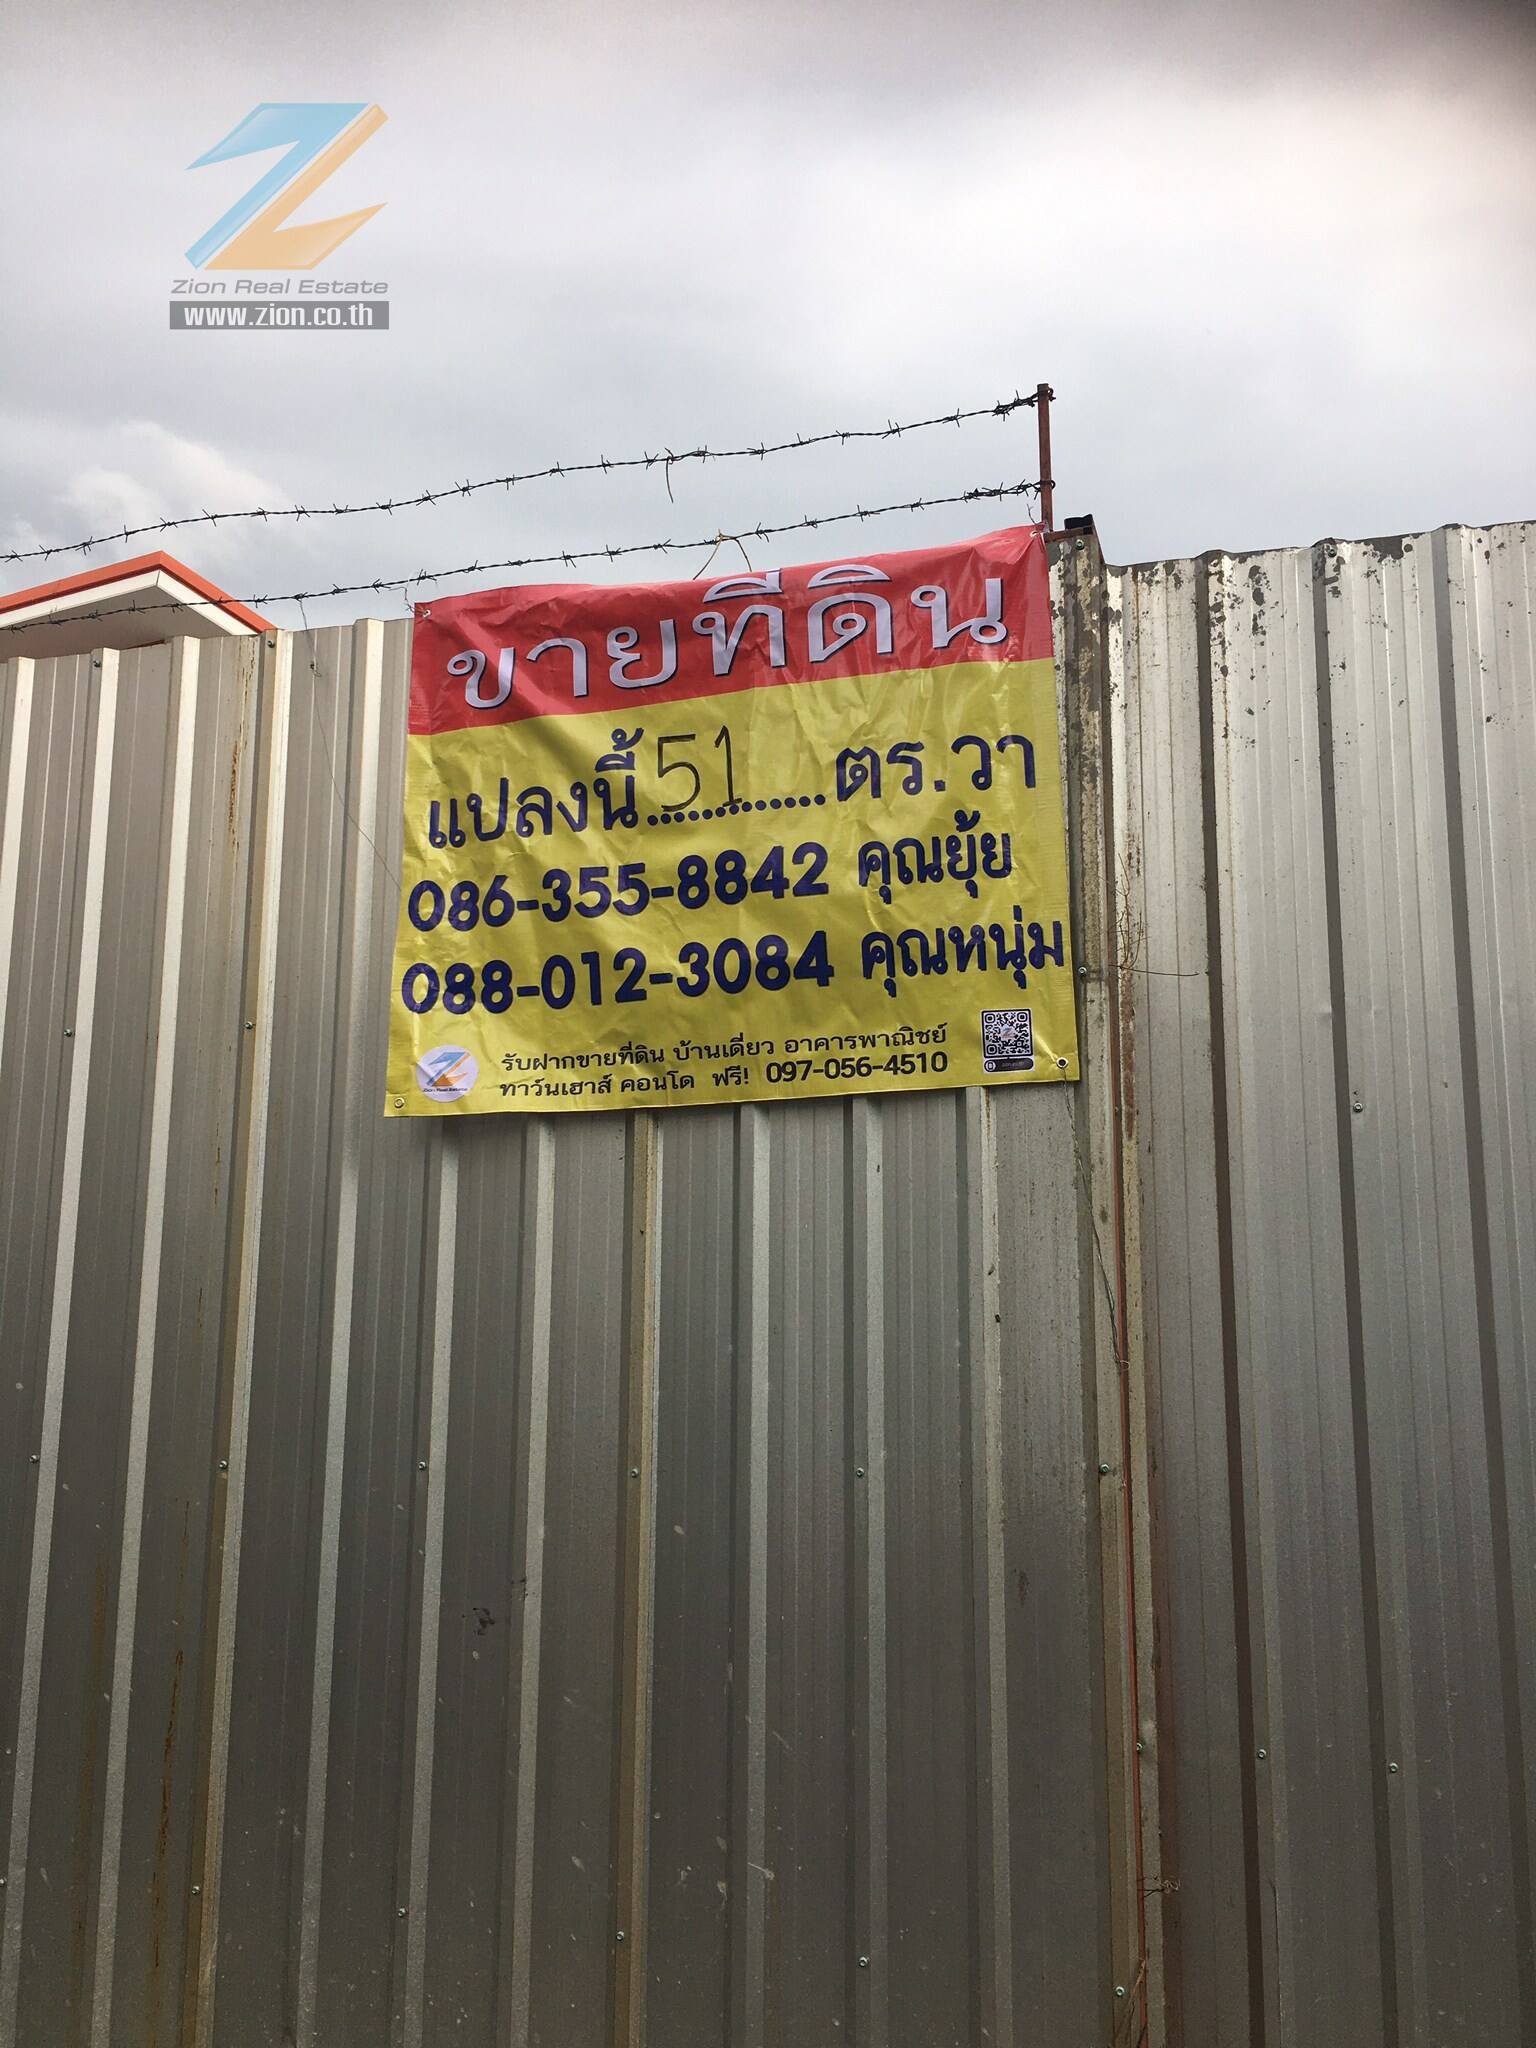 Zion Real Estate
www.zion.co.th
ขายที่ดิน
แปลงนี้ 51 ............. ตร.วา
086-355-8842 คุณยุ้ย
088-012-3084 คุณหนุ่ม
รับฝากขายที่ดิน บ้านเดี่ยว อาคารพาณิชย์
ทาวน์เฮาส์ คอนโด ฟรี! 097-056-4510
Zion Real Estate